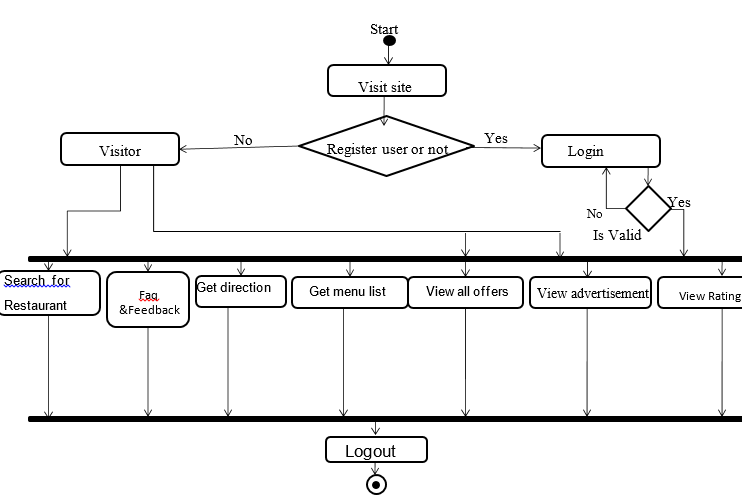 Start
Visit site
Register user or not
No
Yes
Visitor
Login
No
Yes
Is Valid
Search for
Restaurant
Faq
&Feedback
Get direction
Get menu list
View all offers
View advertisement
View Rating
Logout